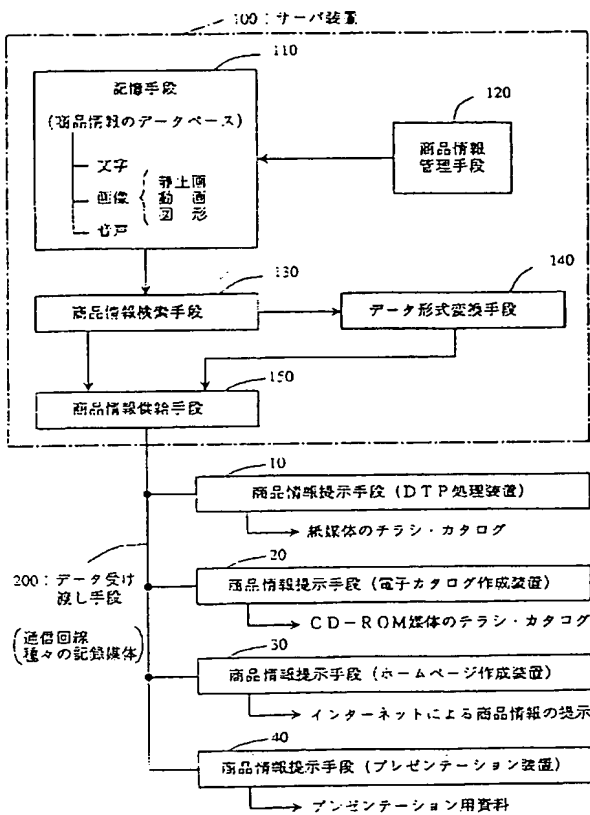 100：サーバ装置
110
記憶手段
(商品情報のデータベース)
文字
画像
静止画
動画
図形
音声
120
商品情報
管理手段
130
商品情報検索手段
140
データ形式変換手段
150
商品情報供給手段
10
商品情報提示手段（DTP処理装置）
紙媒体のチラシ・カタログ
200：データ受け
渡し手段
(通信回線
種々の記録媒体)
20
商品情報提示手段（電子カタログ作成装置）
CD－ROM媒体のチラシ・カタログ
30
商品情報提示手段（ホームページ作成装置）
インターネットによる商品情報の提示
40
商品情報提示手段（プレゼンテーション装置）
プレゼンテーション用資料